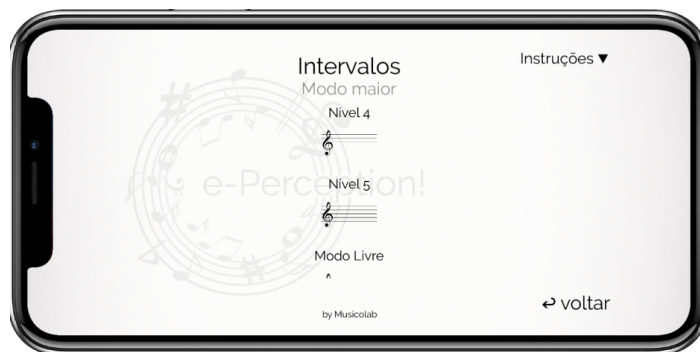 Intervalos
Instruções ▼
Modo maior
Nível 4
e-Perception!
Nível 5
Modo Livre
↩ voltar
by Musicolab